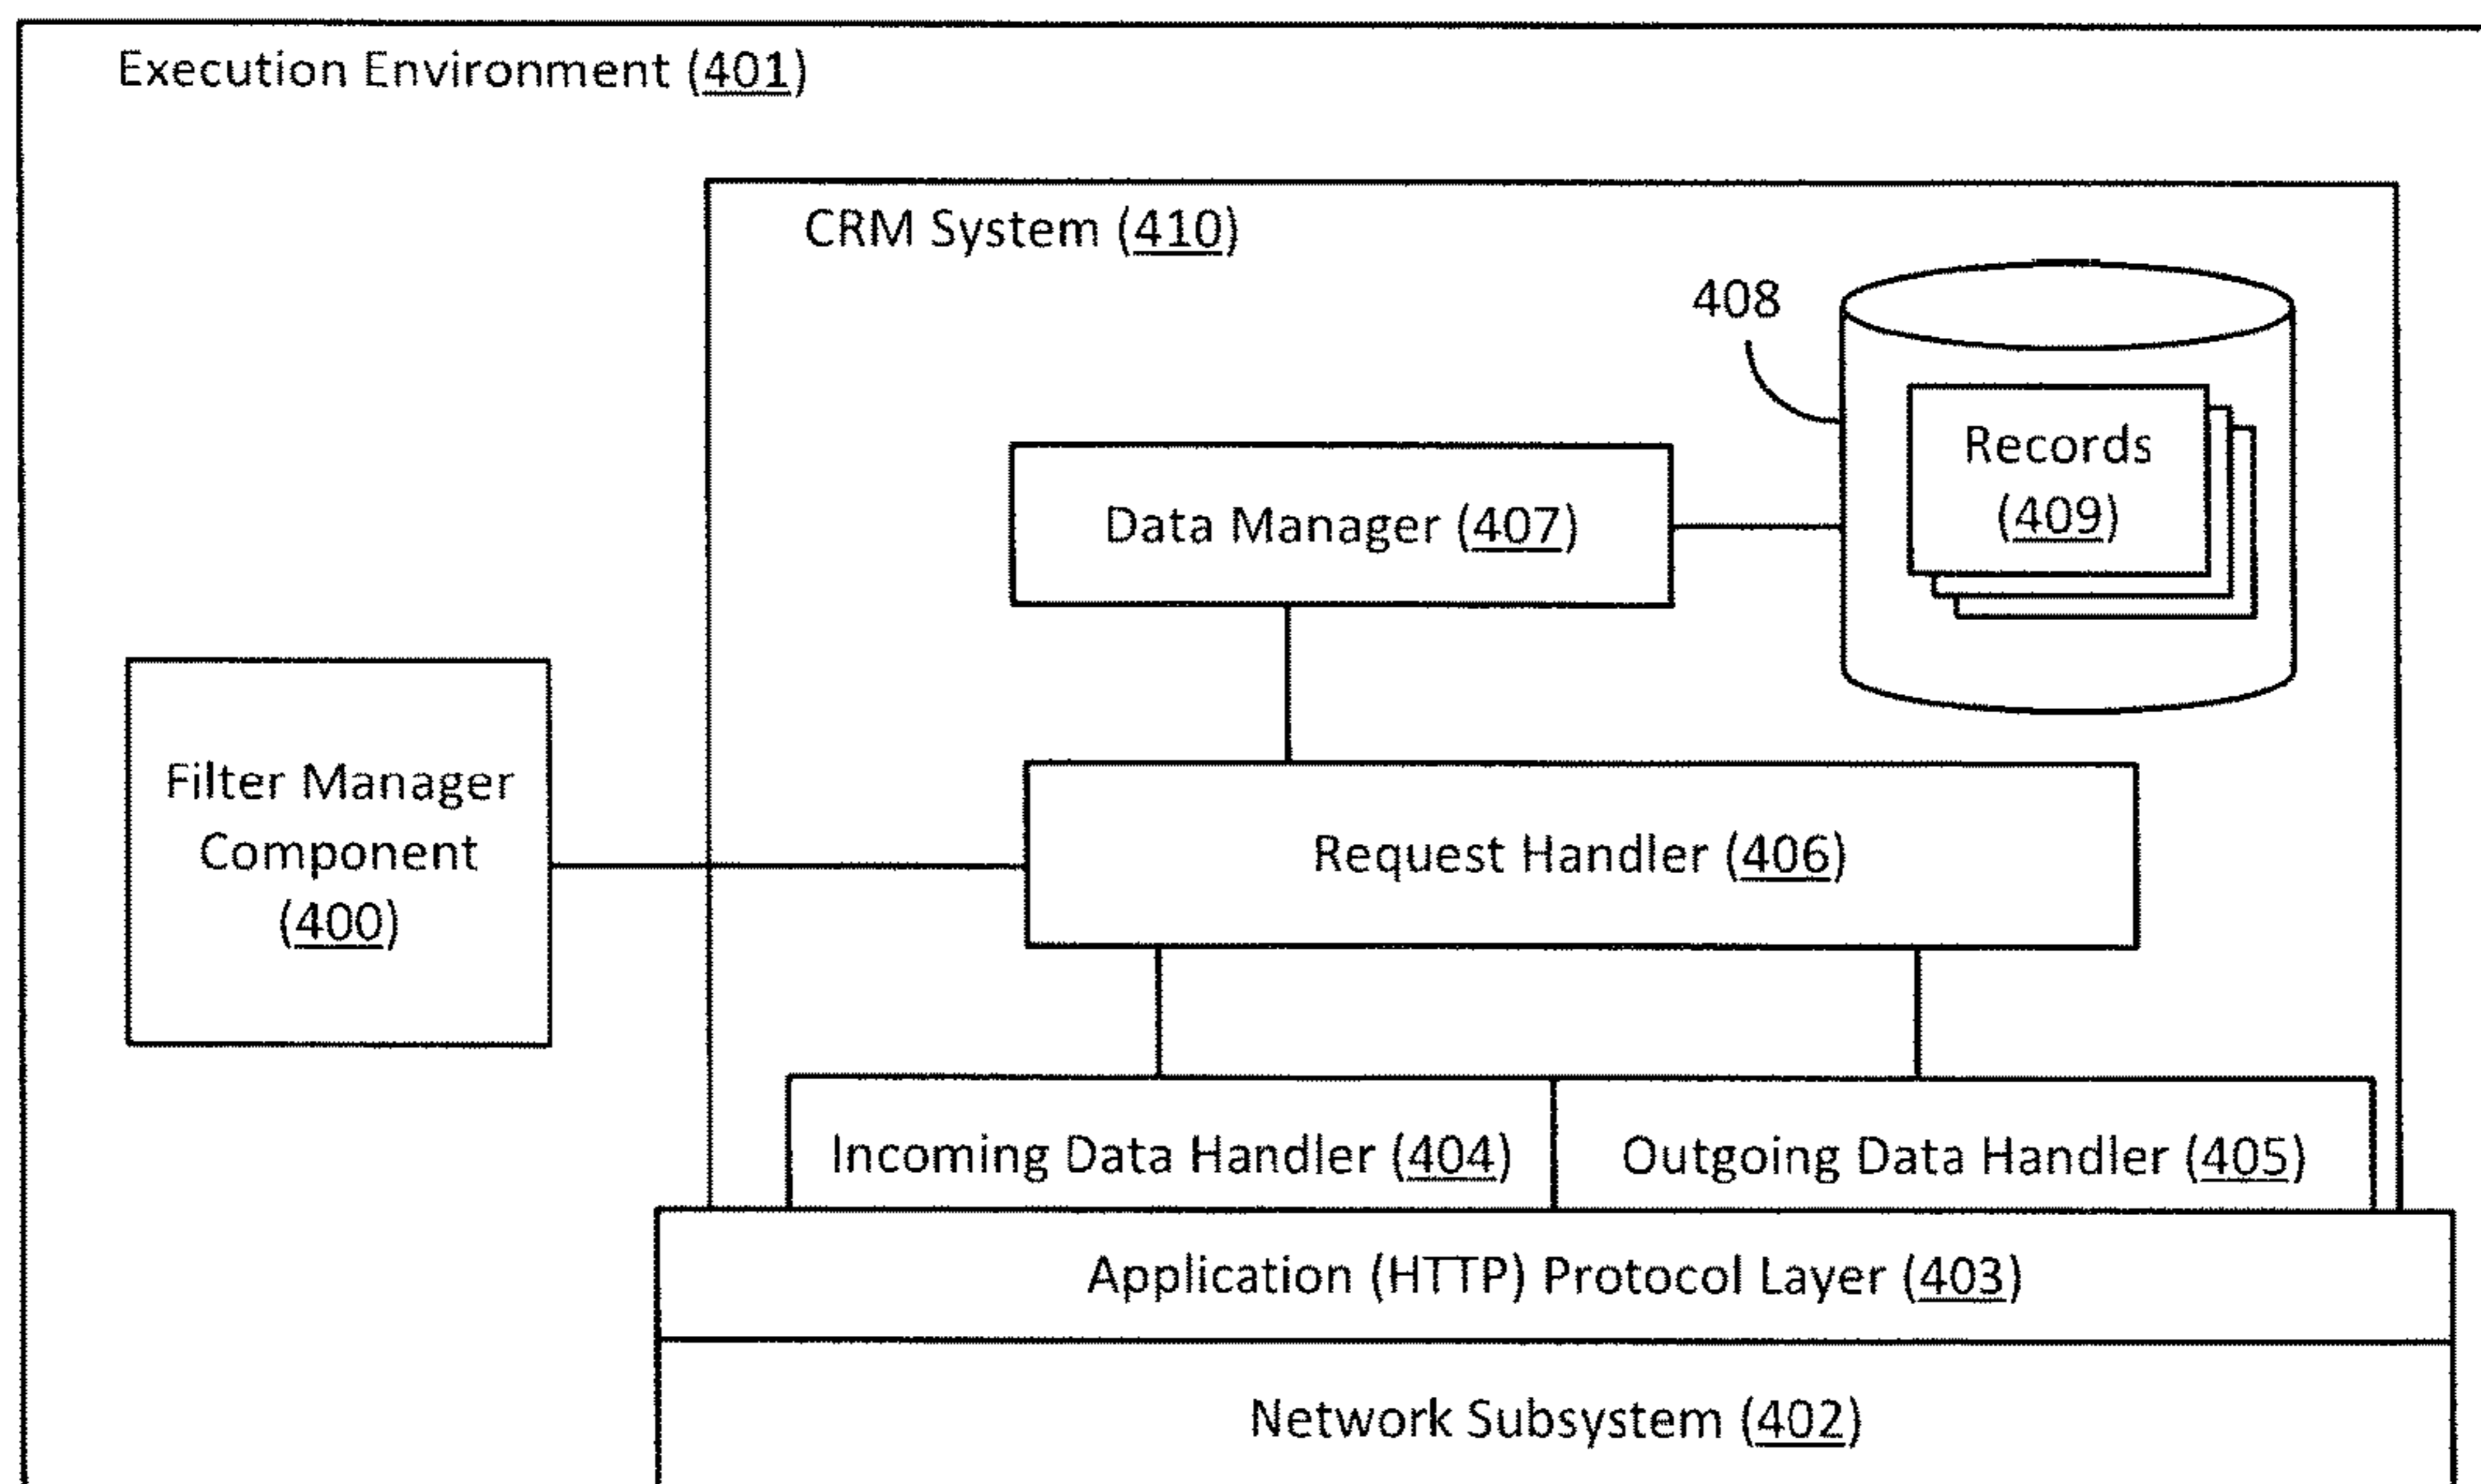 Execution Environment (401)
CRM System (410)
408
Records
(409)
Data Manager (407)
Filter Manager
Component
(400)
Request Handler (406)
Incoming Data Handler (404)
Outgoing Data Handler (405)
Application (HTTP) Protocol Layer (403)
Network Subsystem (402)